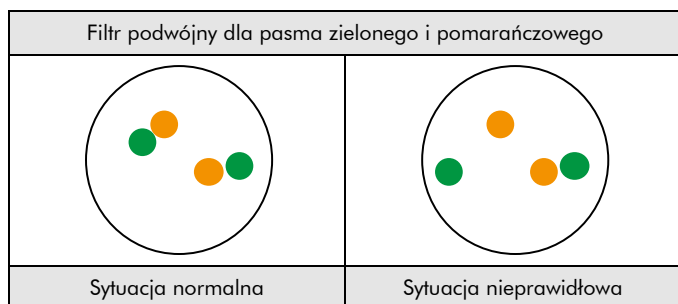 Filtr podwójny dla pasma zielonego i pomarańczowego
Sytuacja normalna
Sytuacja nieprawidłowa